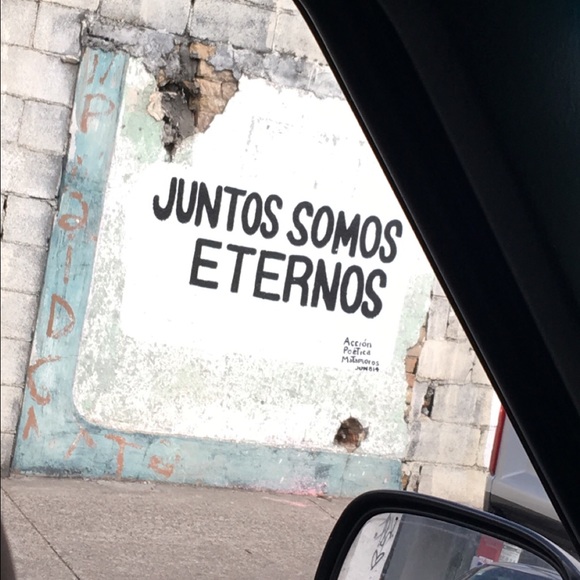 JUNTOS SOMOS
ETERNOS
Acción
Poética
Matamoros